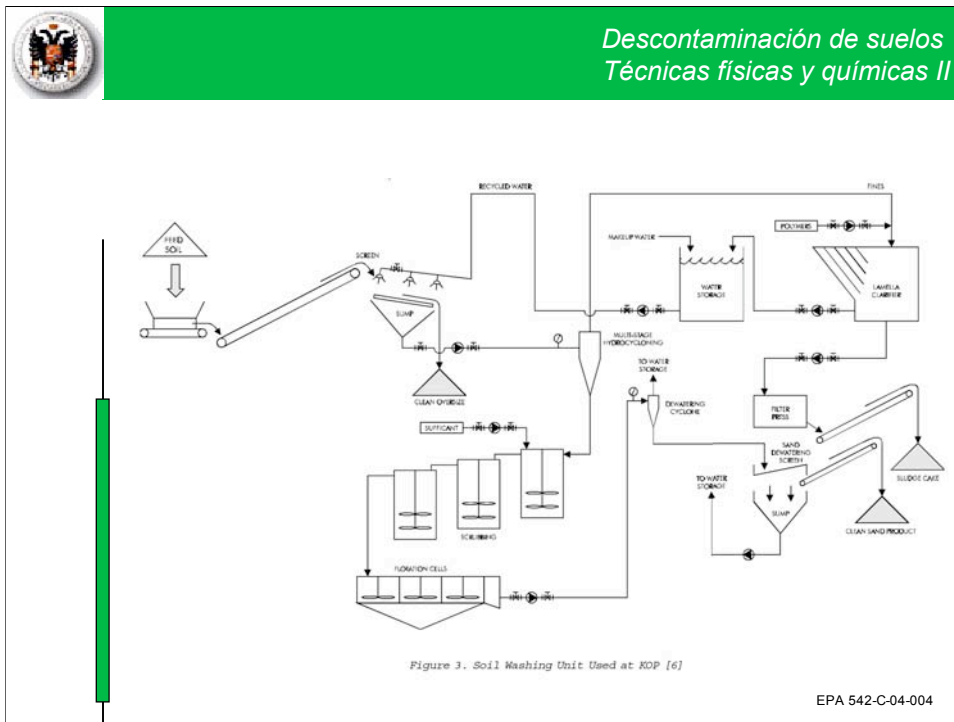 Descontaminación de suelos
Técnicas físicas y químicas II
RECYCLED WATER
FINES
POLYMERS
FEED
SOIL
SCREEN
MAKEUP WATER
WATER
STORAGE
LAMELLA
CLARIFIER
SUMP
MULTI-STAGE
HYDROCYCLONING
TO WATER
STORAGE
CLEAN OVERSIZE
DEWATERING
CYCLONE
FILTER
PRESS
SUFFICANT
SAND
DEWATERING
SCREEN
TO WATER
STORAGE
SLUDGE CAKE
SUMP
CLEAN SAND PRODUCT
SCRUBBING
FLORATION CELLS
Figure 3. Soil Washing Unit Used at KOP [6]
EPA 542-C-04-004